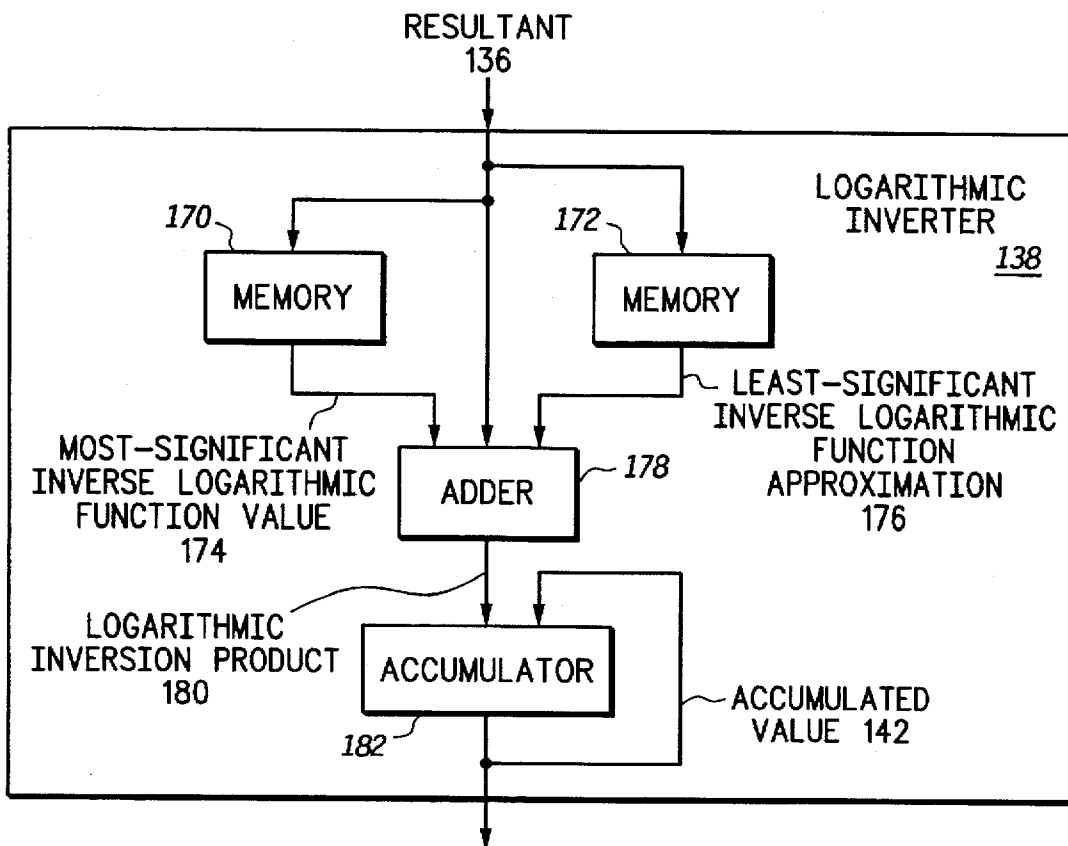 RESULTANT
136
LOGARITHMIC
INVERTER
138
170
MEMORY
172
MEMORY
MOST-SIGNIFICANT
INVERSE LOGARITHMIC
FUNCTION VALUE
174
LEAST-SIGNIFICANT
INVERSE LOGARITHMIC
FUNCTION
APPROXIMATION
176
ADDER
178
LOGARITHMIC
INVERSION PRODUCT
180
ACCUMULATOR
182
ACCUMULATED
VALUE 142